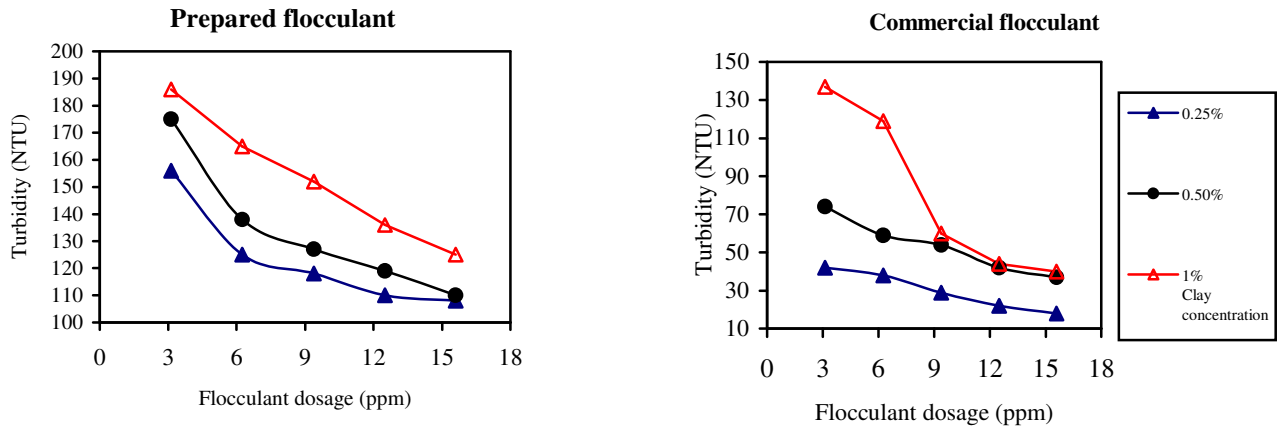 Prepared flocculant
200
190
180
170
160
150
140
130
120
110
100
Turbidity (NTU)
0 3 6 9 12 15 18
Flocculant dosage (ppm)
Commercial flocculant
150
130
110
90
70
50
30
10
Turbidity (NTU)
0 3 6 9 12 15 18
Flocculant dosage (ppm)
0.25%
0.50%
1%
Clay
concentration